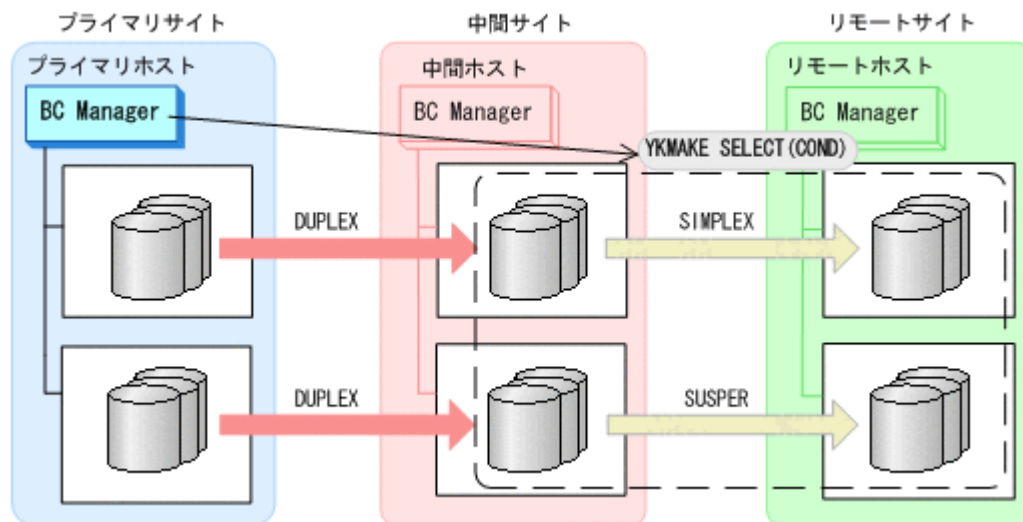 プライマリサイト
中間サイト
リモートサイト
プライマリホスト
中間ホスト
リモートホスト
BC Manager
BC Manager
BC Manager
YKMAKE SELECT(COND)
DUPLEX
SIMPLEX
DUPLEX
SUSPER